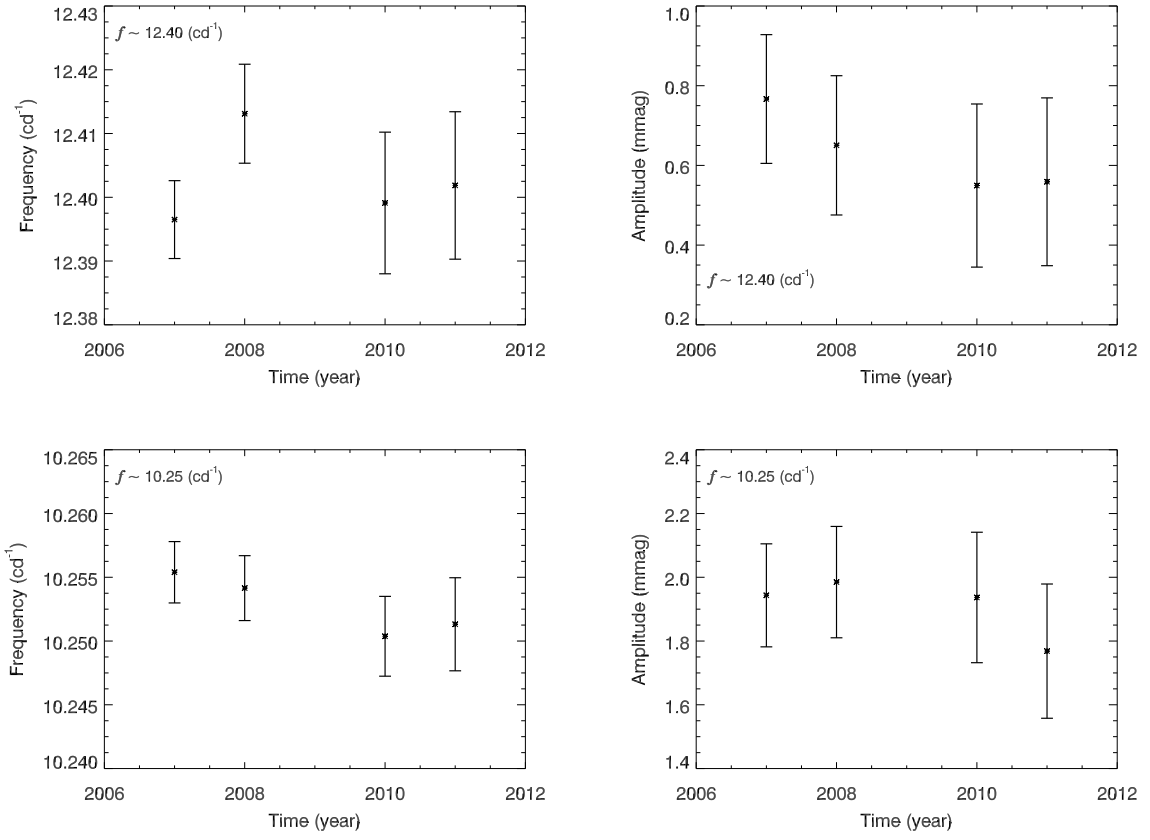 12.43
12.42
12.41
12.40
12.39
12.38
Frequency (cd-1)
f ~ 12.40 (cd-1)
2006 2008 2010 2012
Time (year)
1.0
0.8
0.6
0.4
0.2
Amplitude (mmag)
f ~ 12.40 (cd-1)
2006 2008 2010 2012
Time (year)
10.265
10.260
10.255
10.250
10.245
10.240
Frequency (cd-1)
f ~ 10.25 (cd-1)
2006 2008 2010 2012
Time (year)
2.4
2.2
2.0
1.8
1.6
1.4
Amplitude (mmag)
f ~ 10.25 (cd-1)
2006 2008 2010 2012
Time (year)